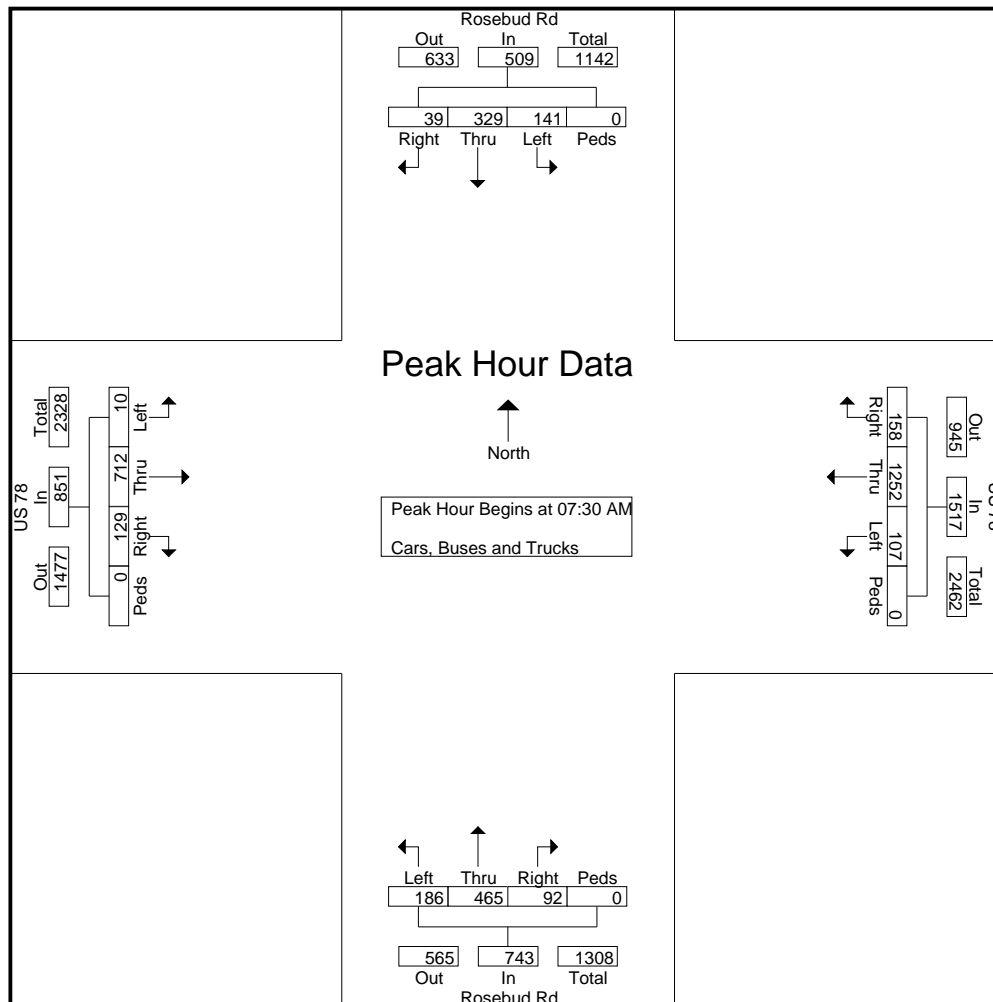 Rosebud Rd
Out In Total
633 509 1142
39 329 141 0
Right Thru Left Peds
Peak Hour Data
North
Peak Hour Begins at 07:30 AM
Cars, Buses and Trucks
US 78
Out In Total
1477 851 2328
0 129 712 10
Peds Right Thru Left
Out In Total
945 1517 2462
158 1252 107 0
Right Thru Left Peds
Left Thru Right Peds
186 465 92 0
565 743 1308
Out In Total
Rosebud Rd